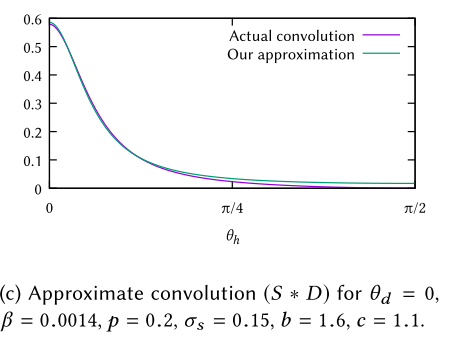 0.6
0.5
0.4
0.3
0.2
0.1
0
Actual convolution
Our approximation
0 π/4 π/2
θh
(c) Approximate convolution (S ∗ D) for θd = 0,
β = 0.0014, p = 0.2, σs = 0.15, b = 1.6, c = 1.1.